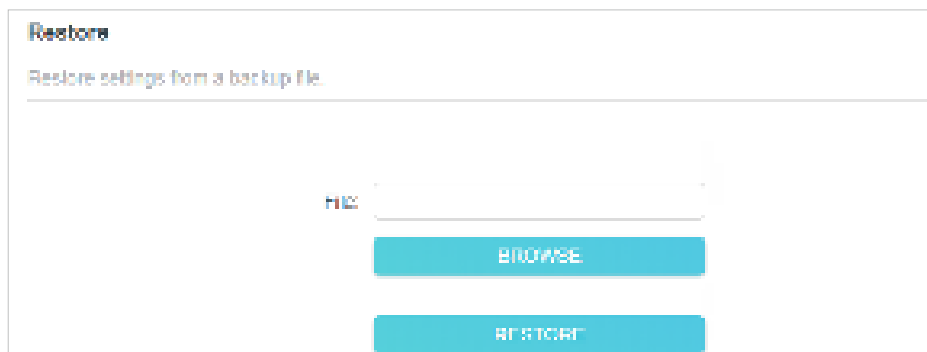 Restore
Restore settings from a backup file.
File:
BROWSE
RESTORE